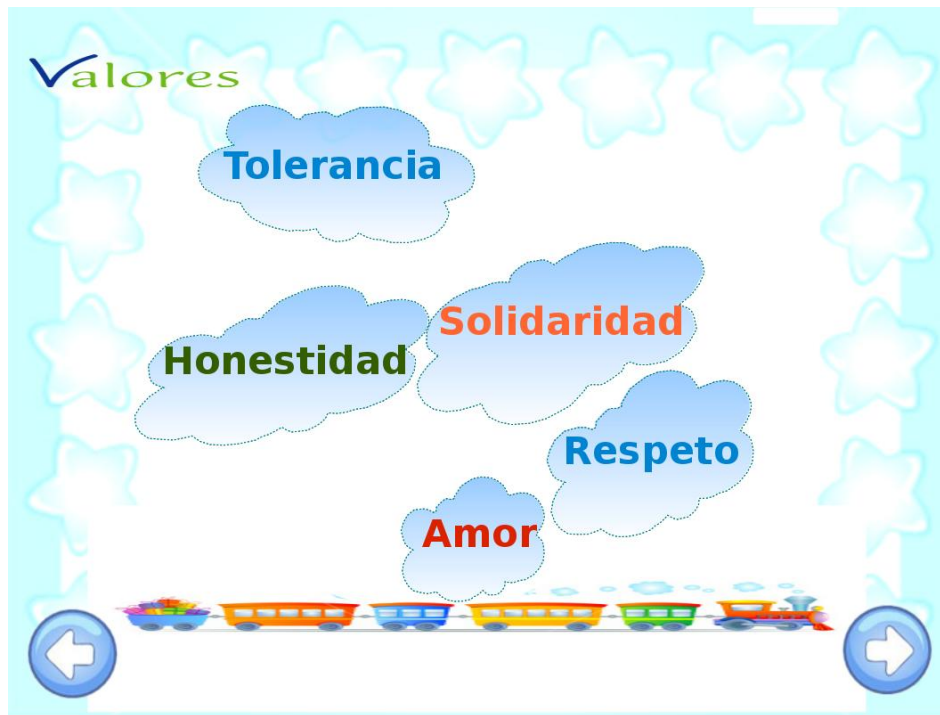 Valores
Tolerancia
Solidaridad
Honestidad
Respeto
Amor